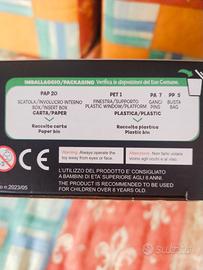 IMBALLAGGIO/PACKAGING Verifica le disposizioni del tuo Comune.
PAP 20
SCATOLA/INVOLUCRO INTERNO
BOX/INSERT BOX
CARTA/PAPER
Raccolta carta
Paper bin
PET 1
FINESTRA/SUPPORTO
PLASTIC WINDOW/PLATFORM
PLASTICA/PLASTIC
Raccolta plastica
Plastic bin
PA 7
GANCI
PINS
PP 5
BUSTA
BAG
CE
Warning: Always operate the
toy away from eyes or face.
Attenzione: Non
volare vicino
agli occhi e al viso.
L'UTILIZZO DEL PRODOTTO E' CONSIGLIATO
A BAMBINI DI ETA' SUPERIORE AGLI 8 ANNI.
THE PRODUCT IS RECOMMENDED TO BE USED
FOR CHILDREN OVER 8 YEARS OLD.
n.2023/05
Subito